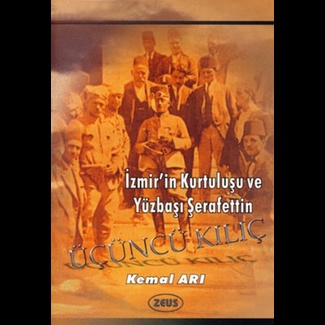 İzmir'in Kurtuluşu ve
Yüzbaşı Şerafettin
ÜÇÜNCÜ KILIÇ
Kemal ARI
ZEUS